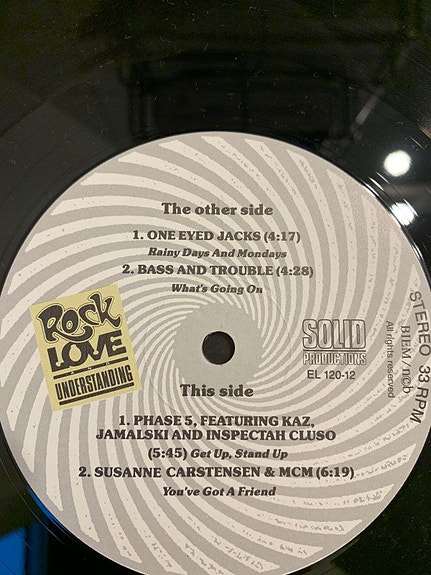 The other side
1. ONE EYED JACKS (4:17)
Rainy Days And Mondays
2. BASS AND TROUBLE (4:28)
What's Going On
Rock
LOVE
AND
UNDERSTANDING
SOLID
PRODUCTIONS
EL 120-12
STEREO 33 RPM
BIEM/ncb
All rights reserved
This side
1. PHASE 5, FEATURING KAZ,
JAMALSKI AND INSPECTAH CLUSO
(5:45) Get Up, Stand Up
2. SUSANNE CARSTENSEN & MCM (6:19)
You've Got A Friend